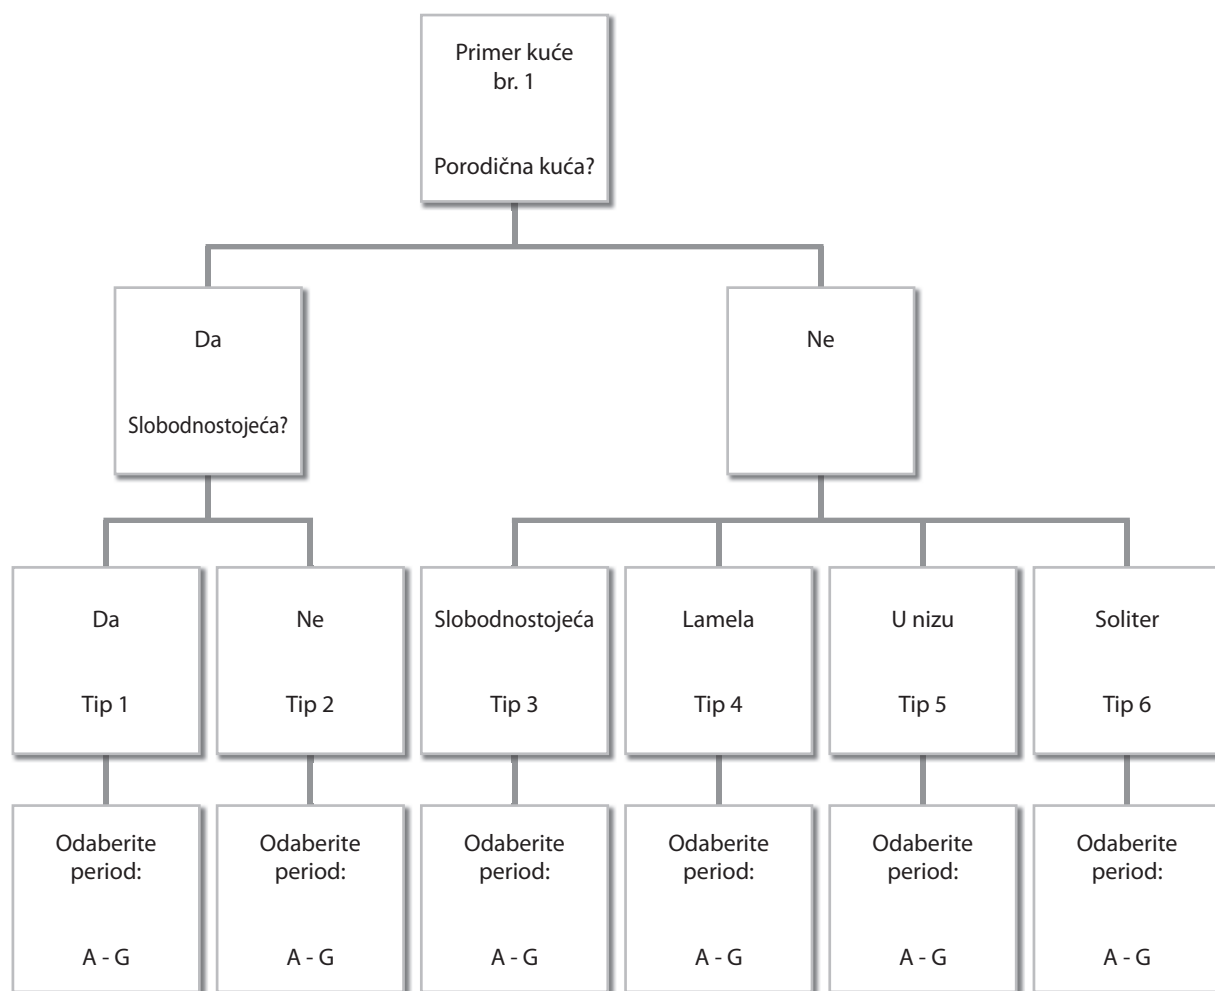 Primer kuće
br. 1
Porodična kuća?
Da
Slobodnostojeća?
Ne
Da
Tip 1
Ne
Tip 2
Slobodnostojeća
Tip 3
Lamela
Tip 4
U nizu
Tip 5
Soliter
Tip 6
Odaberite
period:
A - G
Odaberite
period:
A - G
Odaberite
period:
A - G
Odaberite
period:
A - G
Odaberite
period:
A - G
Odaberite
period:
A - G